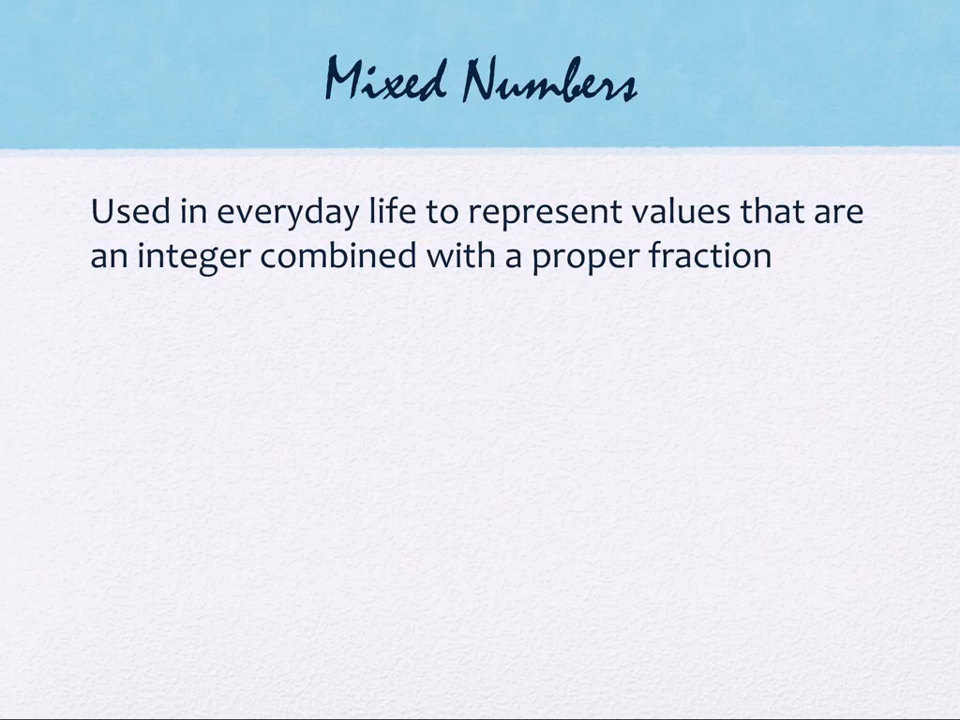 Mixed Numbers
Used in everyday life to represent values that are
an integer combined with a proper fraction